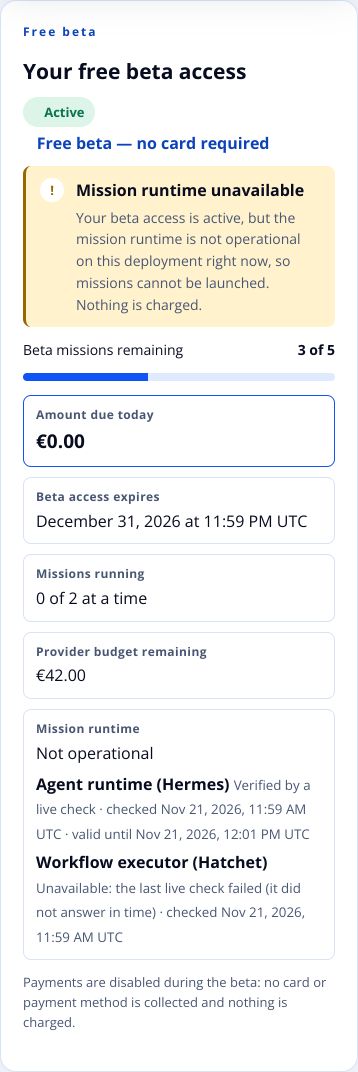 Free beta
Your free beta access
Active
Free beta — no card required
!
Mission runtime unavailable
Your beta access is active, but the
mission runtime is not operational
on this deployment right now, so
missions cannot be launched.
Nothing is charged.
Beta missions remaining 3 of 5
Amount due today
€0.00
Beta access expires
December 31, 2026 at 11:59 PM UTC
Missions running
0 of 2 at a time
Provider budget remaining
€42.00
Mission runtime
Not operational
Agent runtime (Hermes) Verified by a
live check · checked Nov 21, 2026, 11:59 AM
UTC · valid until Nov 21, 2026, 12:01 PM UTC
Workflow executor (Hatchet)
Unavailable: the last live check failed (it did
not answer in time) · checked Nov 21, 2026,
11:59 AM UTC
Payments are disabled during the beta: no card or
payment method is collected and nothing is
charged.